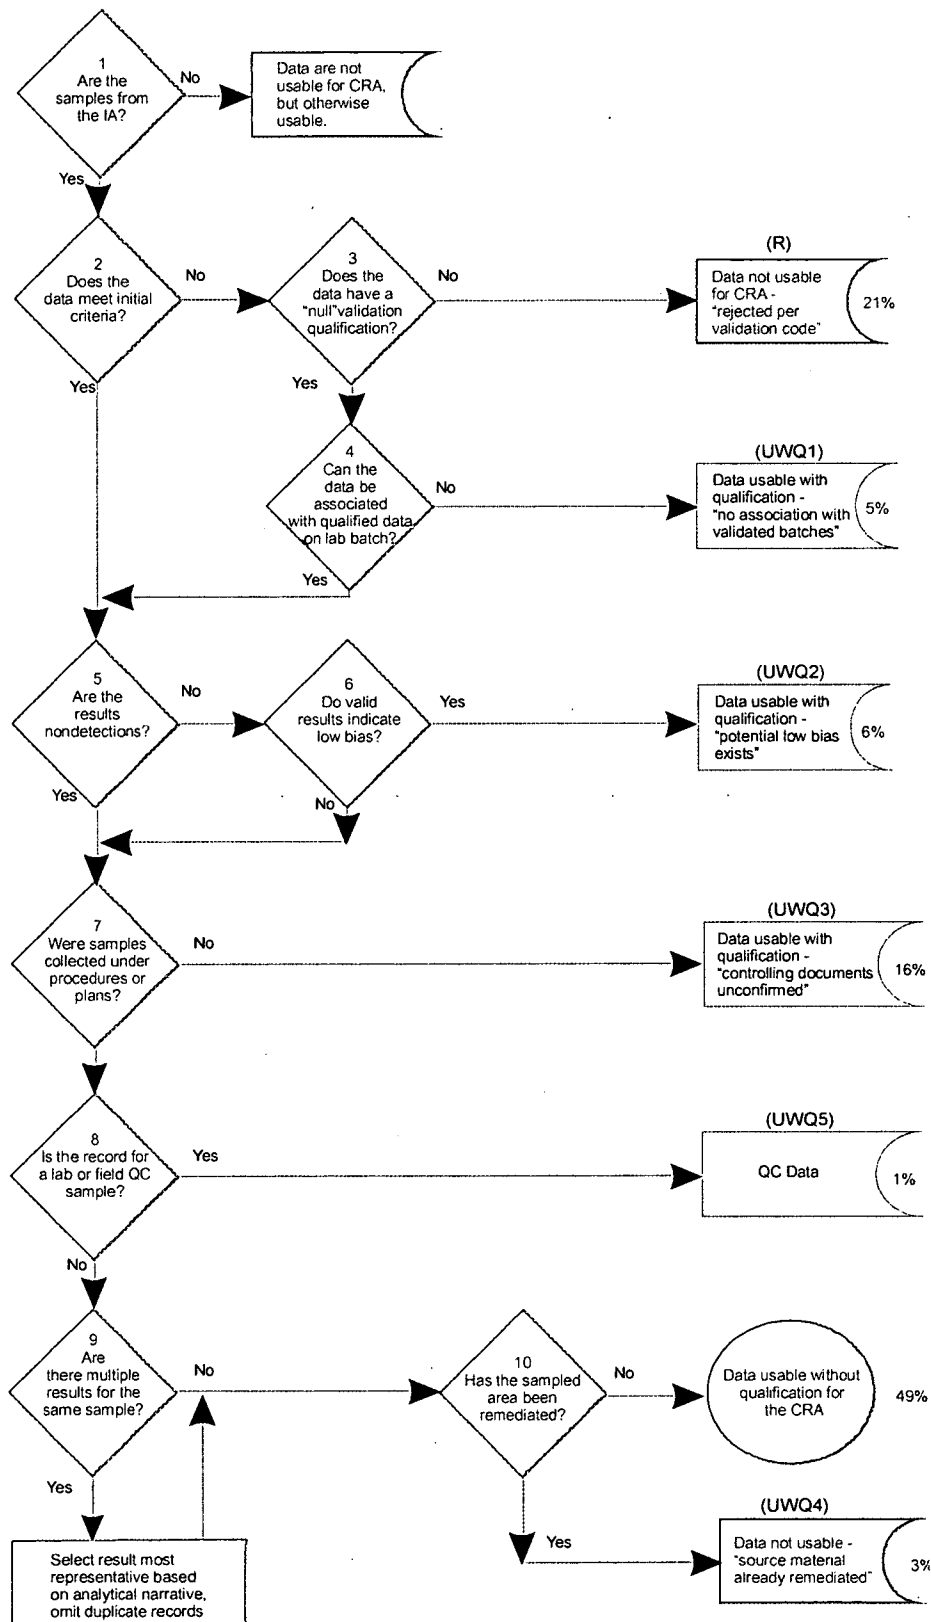 1
Are the
samples from
the IA?
No
Data are not
usable for CRA,
but otherwise
usable.
Yes
2
Does the
data meet initial
criteria?
No
3
Does the
data have a
"null"validation
qualification?
No
(R)
Data not usable
for CRA -
"rejected per
validation code"
21%
Yes
Yes
4
Can the
data be
associated
with qualified data
on lab batch?
No
(UWQ1)
Data usable with
qualification -
"no association with
validated batches"
5%
Yes
5
Are the
results
nondetections?
No
6
Do valid
results indicate
low bias?
Yes
(UWQ2)
Data usable with
qualification -
"potential low bias
exists"
6%
Yes
No
7
Were samples
collected under
procedures or
plans?
No
(UWQ3)
Data usable with
qualification -
"controlling documents
unconfirmed"
16%
8
Is the record for
a lab or field QC
sample?
Yes
(UWQ5)
QC Data
1%
No
9
Are
there multiple
results for the
same sample?
No
10
Has the sampled
area been
remediated?
No
Data usable without
qualification for
the CRA
49%
Yes
Select result most
representative based
on analytical narrative,
omit duplicate records
Yes
(UWQ4)
Data not usable -
"source material
already remediated"
3%